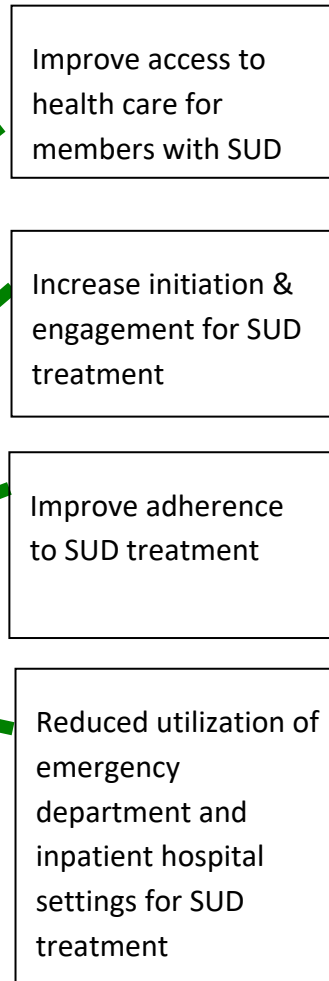 Improve access to
health care for
members with SUD
Increase initiation &
engagement for SUD
treatment
Improve adherence
to SUD treatment
Reduced utilization of
emergency
department and
inpatient hospital
settings for SUD
treatment